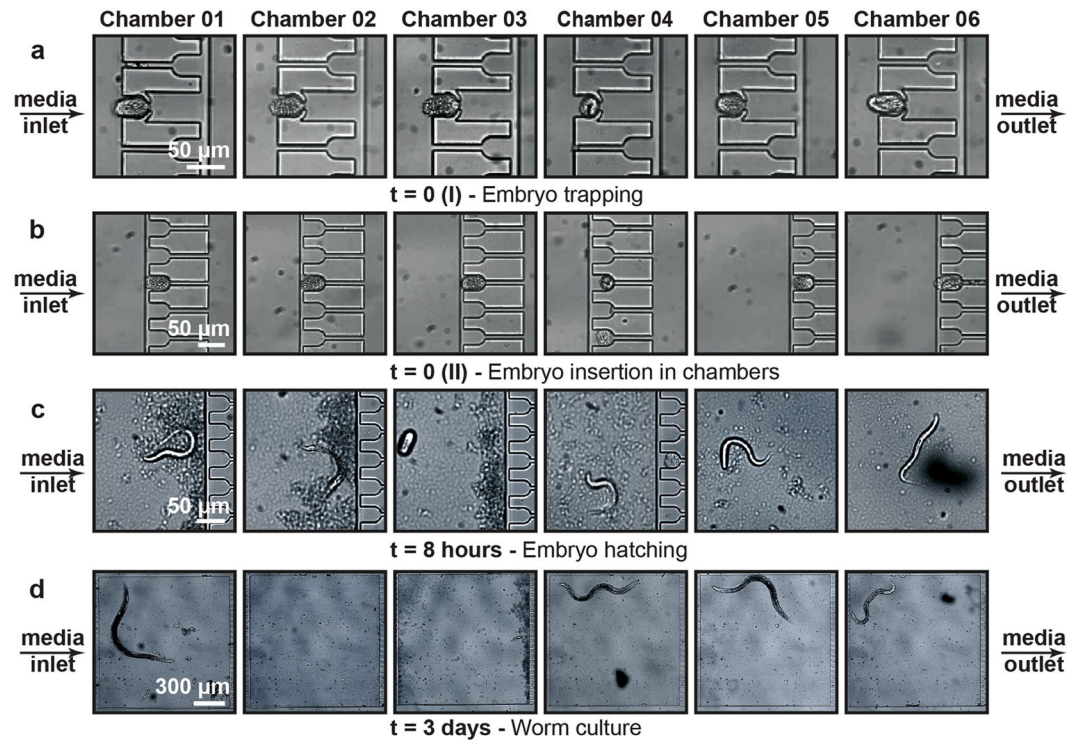 Chamber 01 Chamber 02 Chamber 03 Chamber 04 Chamber 05 Chamber 06
a
media
inlet
50 µm
media
outlet
t = 0 (I) - Embryo trapping
b
media
inlet
50 µm
media
outlet
t = 0 (II) - Embryo insertion in chambers
c
media
inlet
50 µm
media
outlet
t = 8 hours - Embryo hatching
d
media
inlet
300 µm
media
outlet
t = 3 days - Worm culture